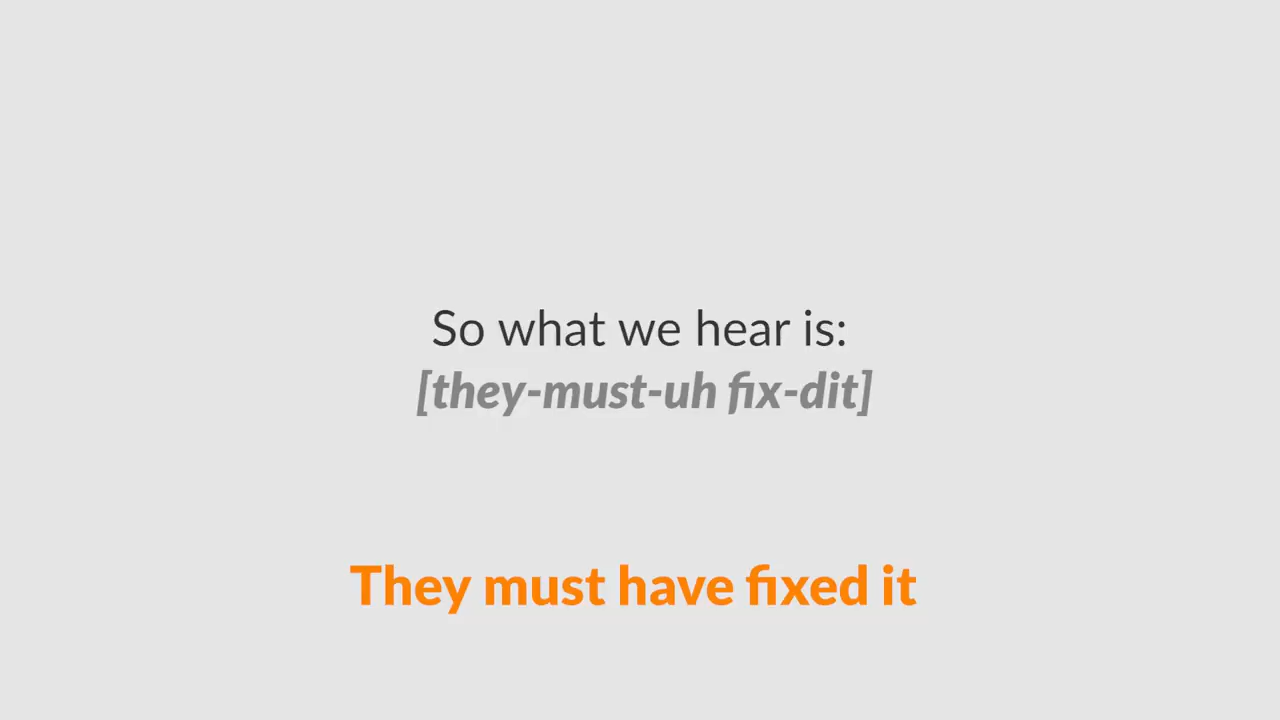 So what we hear is:
[they-must-uh fix-dit]
They must have fixed it